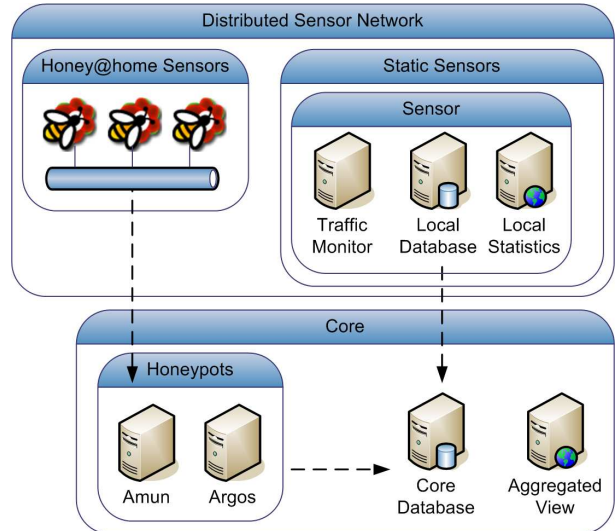 Distributed Sensor Network
Honey@home Sensors
Static Sensors
Sensor
Traffic
Monitor
Local
Database
Local
Statistics
Core
Honeypots
Amun
Argos
Core
Database
Aggregated
View